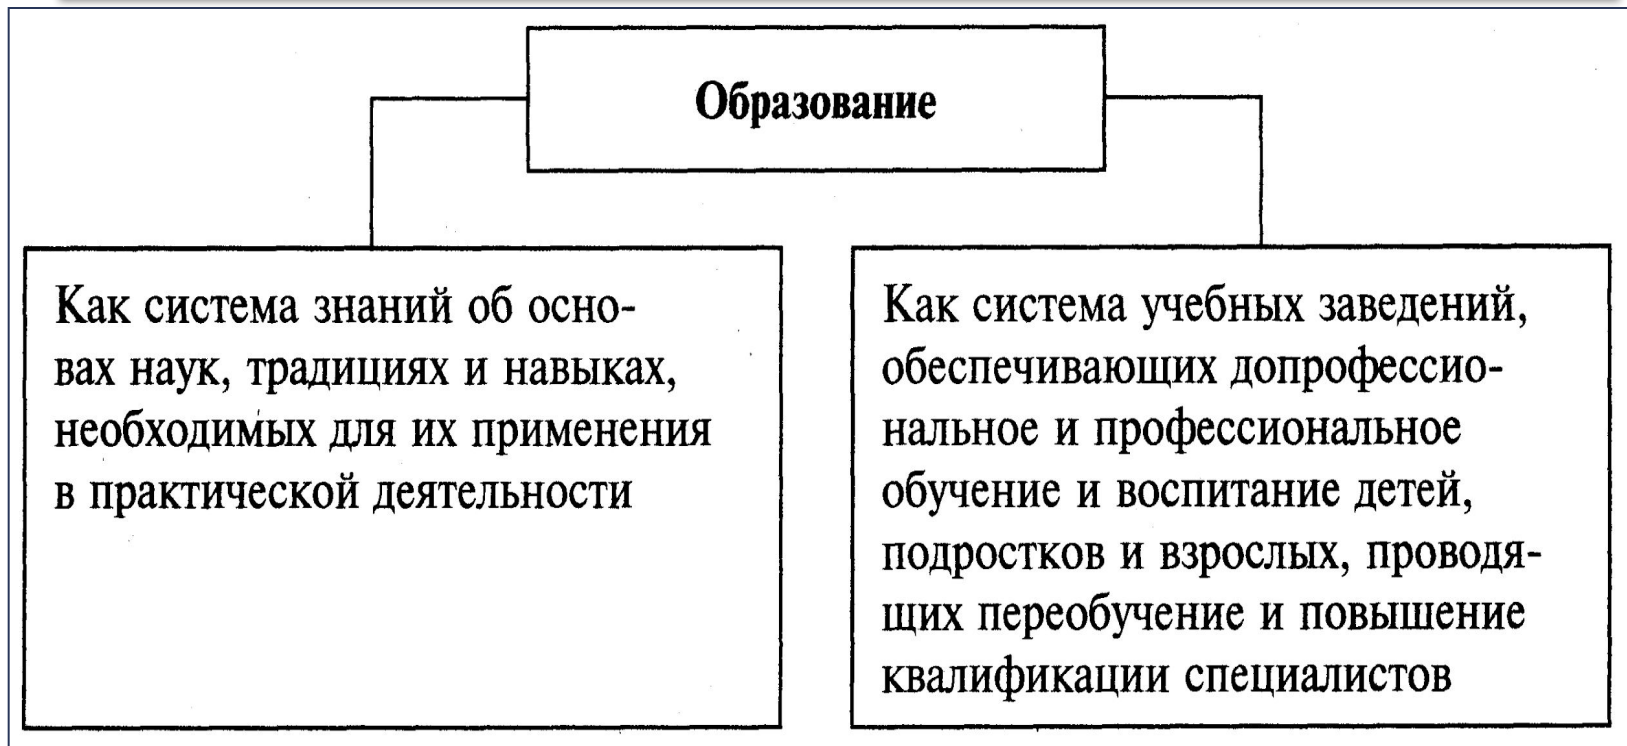 Образование
Как система знаний об осно-
вах наук, традициях и навыках,
необходимых для их применения
в практической деятельности
Как система учебных заведений,
обеспечивающих допрофессио-
нальное и профессиональное
обучение и воспитание детей,
подростков и взрослых, проводя-
щих переобучение и повышение
квалификации специалистов